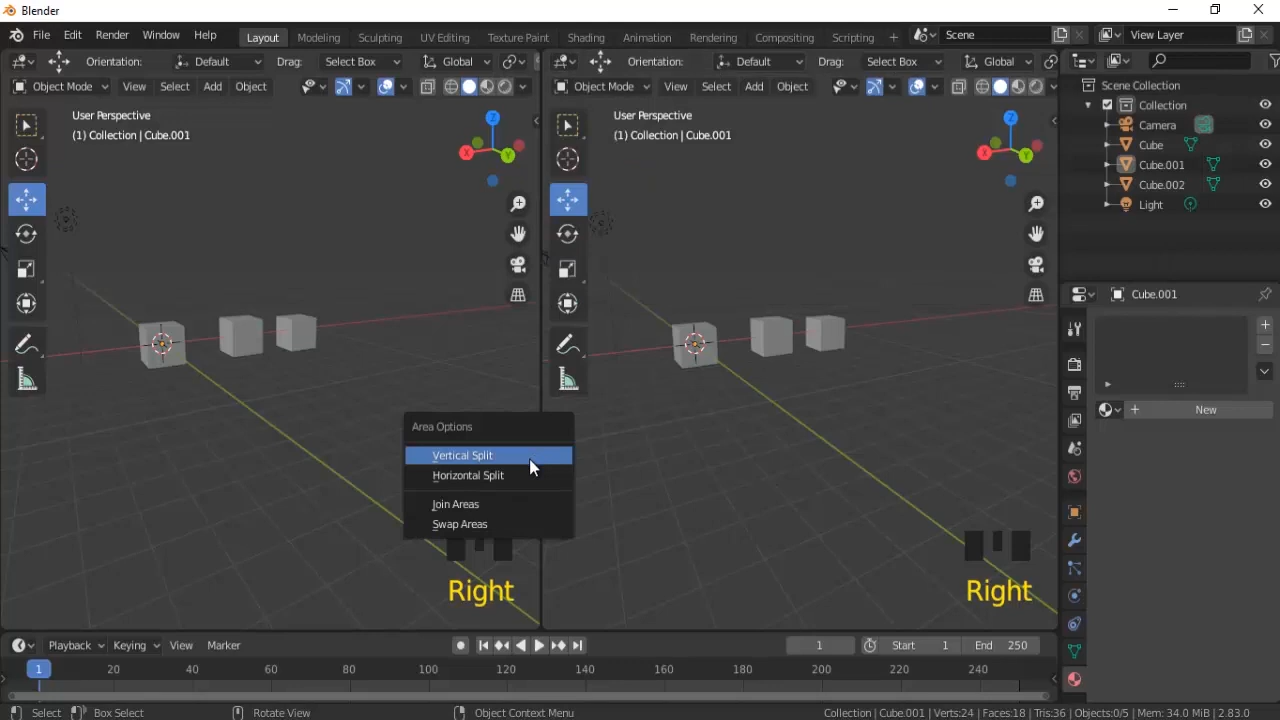 Blender
File Edit Render Window Help Layout Modeling Sculpting UV Editing Texture Paint Shading Animation Rendering Compositing Scripting + Scene View Layer
Orientation: Default Drag: Select Box Global
Orientation: Default Drag: Select Box Global
Object Mode View Select Add Object
Object Mode View Select Add Object
User Perspective
(1) Collection | Cube.001
Z
X
Y
User Perspective
(1) Collection | Cube.001
Z
X
Y
Scene Collection
Collection
Camera
Cube
Cube.001
Cube.002
Light
Cube.001
+ New
Area Options
Vertical Split
Horizontal Split
Join Areas
Swap Areas
Right
Right
Playback Keying View Marker 1 Start 1 End 250
1 20 40 60 80 100 120 140 160 180 200 220 240
Select Box Select Rotate View Object Context Menu Collection | Cube.001 | Verts:24 | Faces:18 | Tris:36 | Objects:0/5 | Mem: 34.0 MiB | 2.83.0